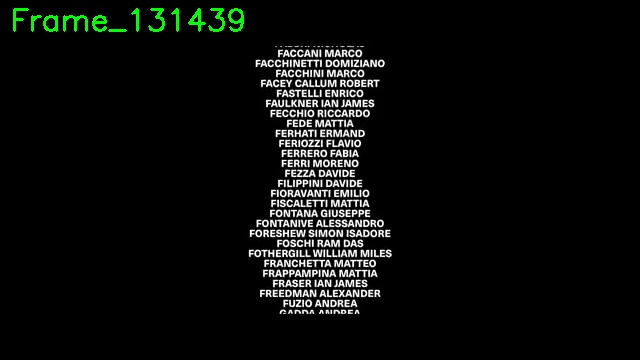 Frame_131439
FACCANI MARCO
FACCHINETTI DOMIZIANO
FACCHINI MARCO
FACEY CALLUM ROBERT
FASTELLI ENRICO
FAULKNER IAN JAMES
FECCHIO RICCARDO
FEDE MATTIA
FERHATI ERMAND
FERIOZZI FLAVIO
FERRERO FABIA
FERRI MORENO
FEZZA DAVIDE
FILIPPINI DAVIDE
FIORAVANTI EMILIO
FISCALETTI MATTIA
FONTANA GIUSEPPE
FONTANIVE ALESSANDRO
FORESHEW SIMON ISADORE
FOSCHI RAM DAS
FOTHERGILL WILLIAM MILES
FRANCHETTA MATTEO
FRAPPAMPINA MATTIA
FRASER IAN JAMES
FREEDMAN ALEXANDER
FUZIO ANDREA
GADDA ANDREA